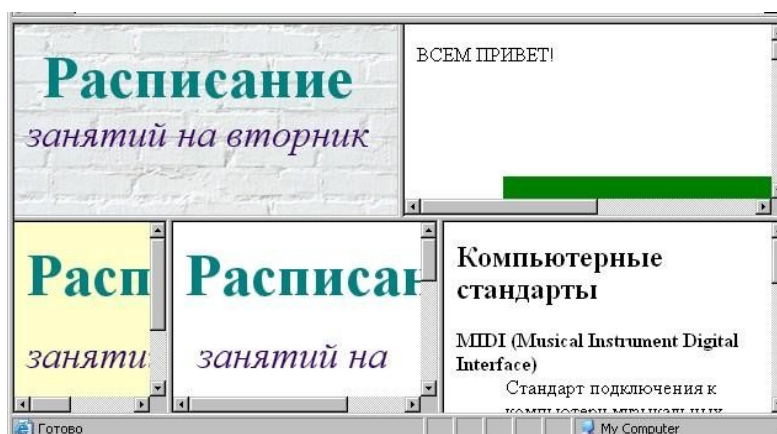 Расписание
занятий на вторник
ВСЕМ ПРИВЕТ!
Расп
заняти
Расписан
занятий на
Компьютерные
стандарты
MIDI (Musical Instrument Digital
Interface)
Стандарт подключения к
Готово
My Computer